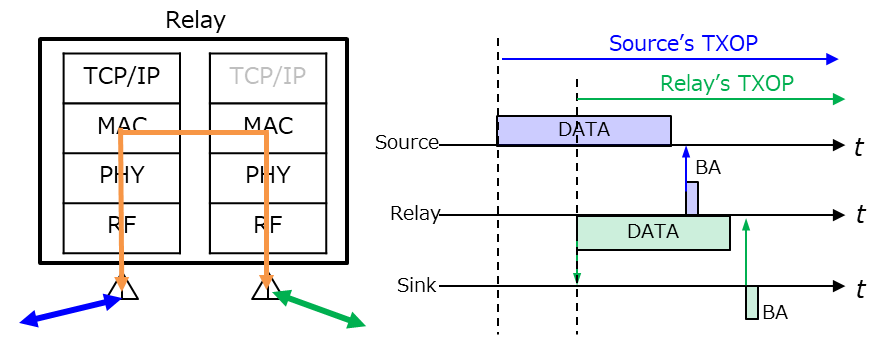 Relay
TCP/IP
TCP/IP
MAC
MAC
PHY
PHY
RF
RF
Source's TXOP
Relay's TXOP
Source
DATA
t
BA
Relay
DATA
t
Sink
t
BA